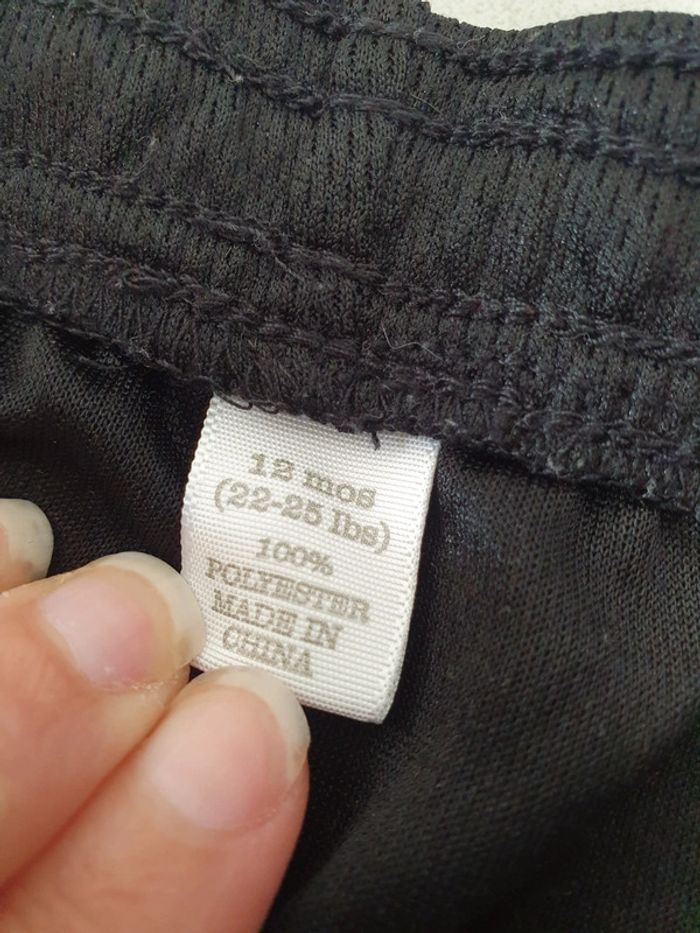 12 mos
(22-25 lbs)
100%
POLYESTER
MADE IN
CHINA